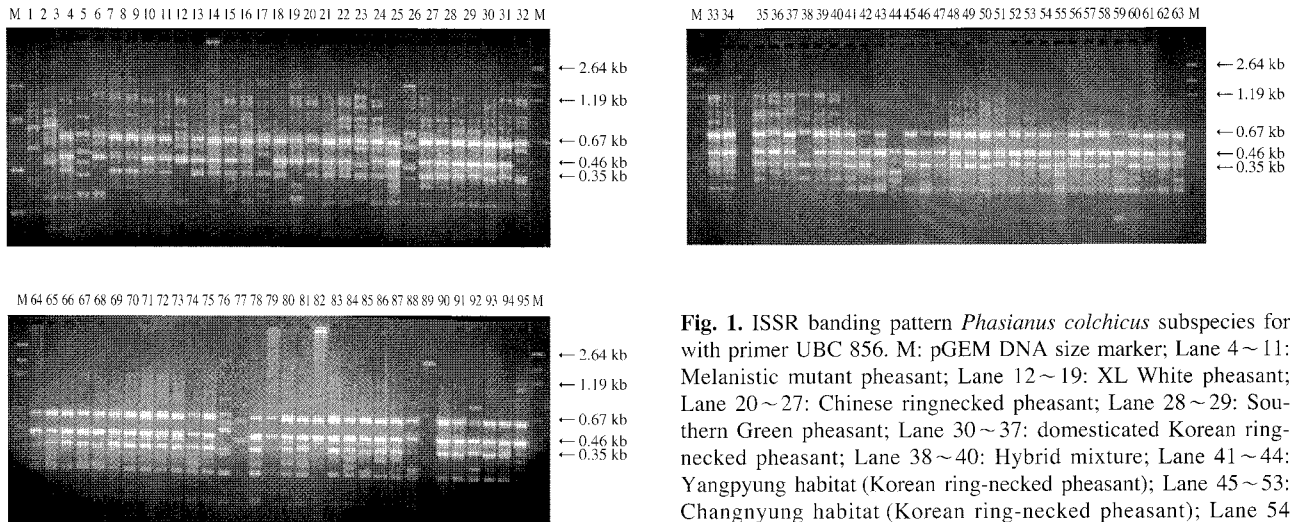 M 1 2 3 4 5 6 7 8 9 10 11 12 13 14 15 16 17 18 19 20 21 22 23 24 25 26 27 28 29 30 31 32 M
← 2.64 kb
← 1.19 kb
← 0.67 kb
← 0.46 kb
← 0.35 kb
M 33 34 35 36 37 38 39 40 41 42 43 44 45 46 47 48 49 50 51 52 53 54 55 56 57 58 59 60 61 62 63 M
← 2.64 kb
← 1.19 kb
← 0.67 kb
← 0.46 kb
← 0.35 kb
M 64 65 66 67 68 69 70 71 72 73 74 75 76 77 78 79 80 81 82 83 84 85 86 87 88 89 90 91 92 93 94 95 M
← 2.64 kb
← 1.19 kb
← 0.67 kb
← 0.46 kb
← 0.35 kb
Fig. 1. ISSR banding pattern Phasianus colchicus subspecies for
with primer UBC 856. M: pGEM DNA size marker; Lane 4~11:
Melanistic mutant pheasant; Lane 12~19: XL White pheasant;
Lane 20~27: Chinese ringnecked pheasant; Lane 28~29: Sou-
thern Green pheasant; Lane 30~37: domesticated Korean ring-
necked pheasant; Lane 38~40: Hybrid mixture; Lane 41~44:
Yangpyung habitat (Korean ring-necked pheasant); Lane 45~53:
Changnyung habitat (Korean ring-necked pheasant); Lane 54